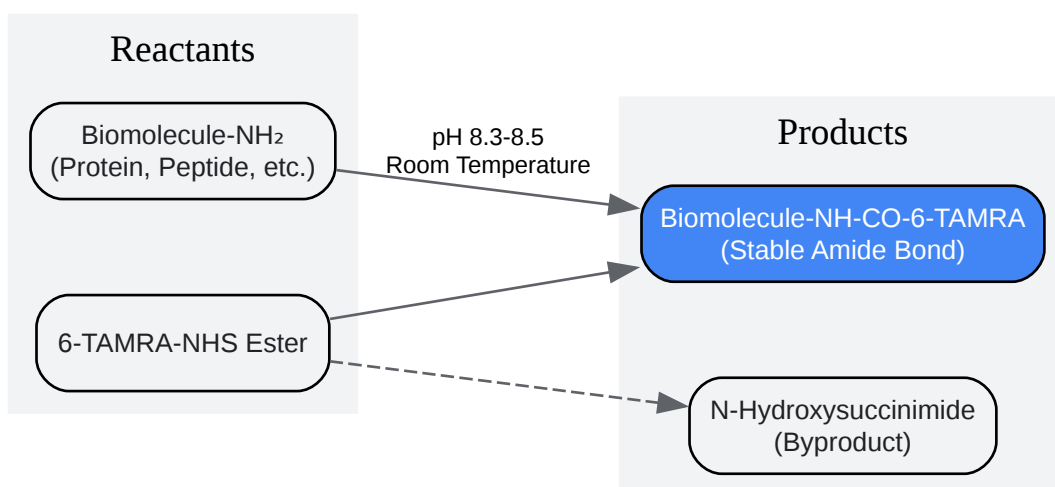 Reactants
Biomolecule-NH₂
(Protein, Peptide, etc.)
6-TAMRA-NHS Ester
pH 8.3-8.5
Room Temperature
Products
Biomolecule-NH-CO-6-TAMRA
(Stable Amide Bond)
N-Hydroxysuccinimide
(Byproduct)